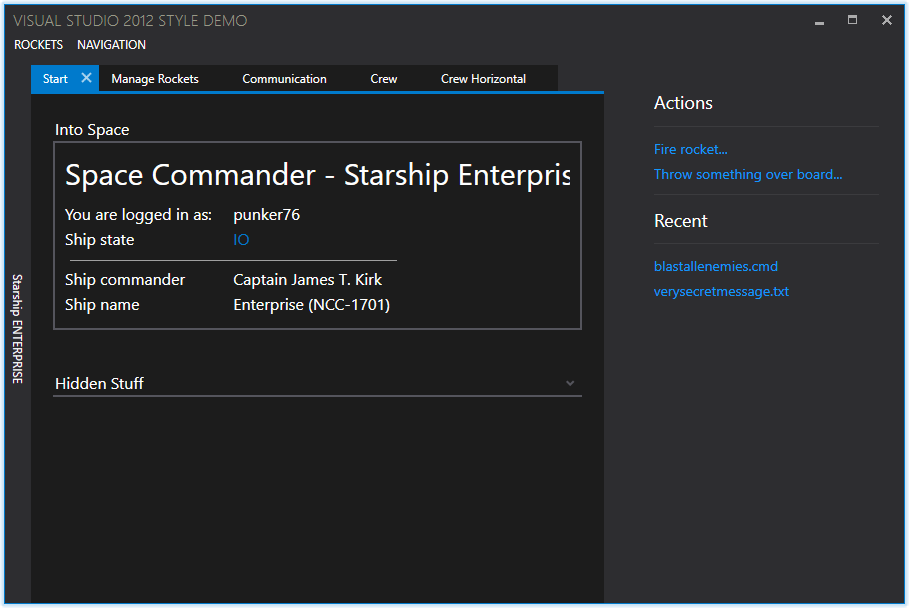 VISUAL STUDIO 2012 STYLE DEMO
ROCKETS NAVIGATION
Start Manage Rockets Communication Crew Crew Horizontal
Starship ENTERPRISE
Into Space
Space Commander - Starship Enterpris
You are logged in as: punker76
Ship state IO
Ship commander Captain James T. Kirk
Ship name Enterprise (NCC-1701)
Hidden Stuff
Actions
Fire rocket...
Throw something over board...
Recent
blastallenemies.cmd
verysecretmessage.txt